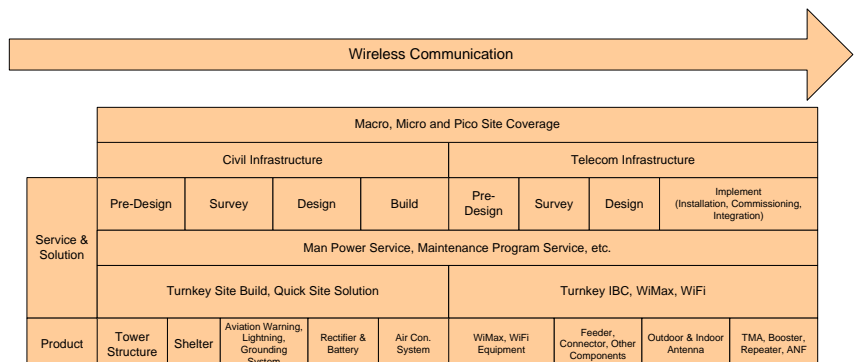 Wireless Communication
Macro, Micro and Pico Site Coverage
Civil Infrastructure
Telecom Infrastructure
Pre-Design
Survey
Design
Build
Pre-
Design
Survey
Design
Implement
(Installation, Commissioning,
Integration)
Service &
Solution
Man Power Service, Maintenance Program Service, etc.
Turnkey Site Build, Quick Site Solution
Turnkey IBC, WiMax, WiFi
Product
Tower
Structure
Shelter
Aviation Warning,
Lightning,
Grounding
System
Rectifier &
Battery
Air Con.
System
WiMax, WiFi
Equipment
Feeder,
Connector, Other
Components
Outdoor & Indoor
Antenna
TMA, Booster,
Repeater, ANF